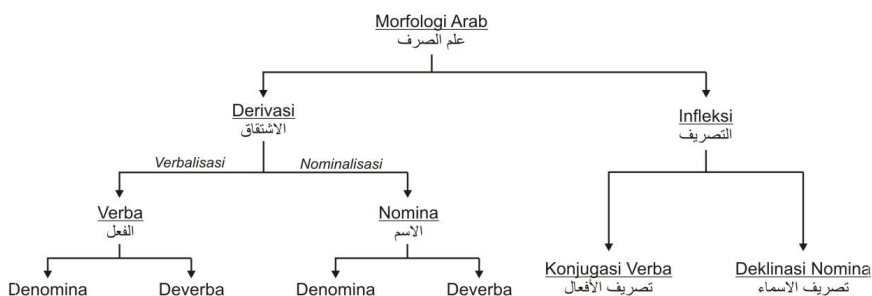 Morfologi Arab
علم الصرف
Derivasi
الاشتقاق
Infleksi
التصريف
Verbalisasi
Nominalisasi
Verba
الفعل
Nomina
الاسم
Denomina
Deverba
Denomina
Deverba
Konjugasi Verba
تصريف الأفعال
Deklinasi Nomina
تصريف الاسماء